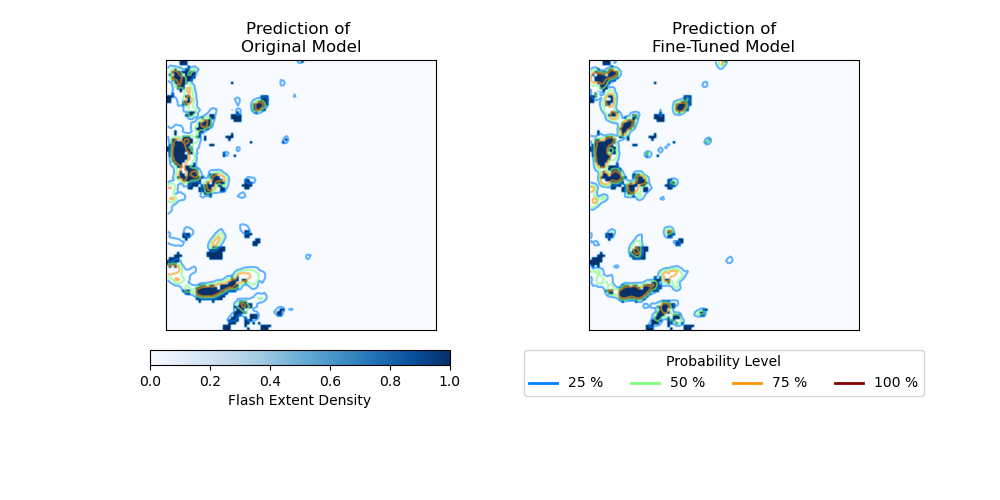 Prediction of
Original Model
Prediction of
Fine-Tuned Model
0.0 0.2 0.4 0.6 0.8 1.0
Flash Extent Density
Probability Level
25 % 50 % 75 % 100 %